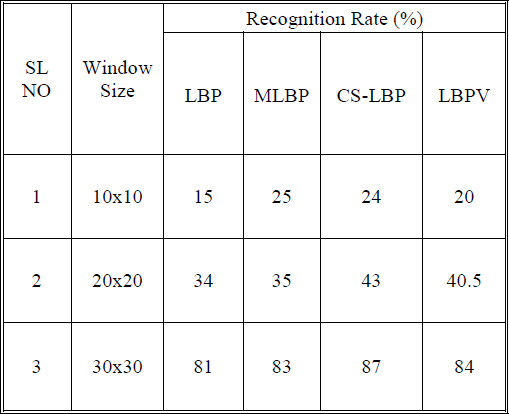 Recognition Rate (%)
SL NO Window Size LBP MLBP CS-LBP LBPV
1 10x10 15 25 24 20
2 20x20 34 35 43 40.5
3 30x30 81 83 87 84